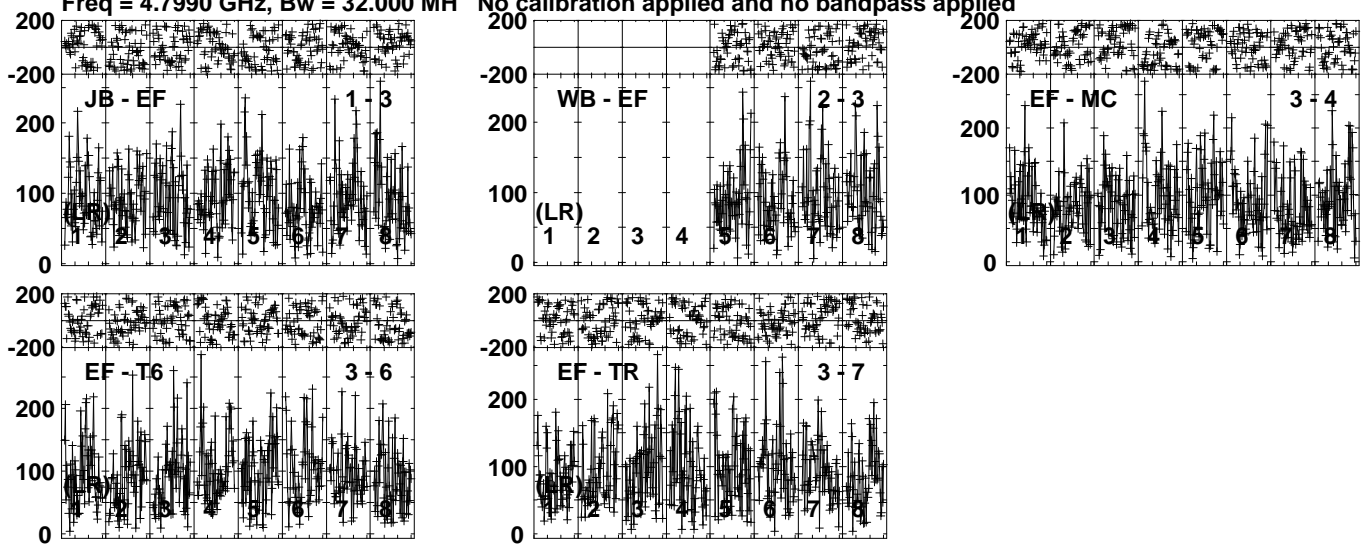 Freq = 4.7990 GHz, Bw = 32.000 MH No calibration applied and no bandpass applied
200
-200
JB - EF 1 - 3
200
100
(LR)
1 2 3 4 5 6 7 8
0
200
-200
WB - EF 2 - 3
200
100
(LR)
1 2 3 4 5 6 7 8
0
200
-200
EF - MC 3 - 4
200
100
(LR)
1 2 3 4 5 6 7 8
0
200
-200
EF - T6 3 - 6
200
100
(LR)
1 2 3 4 5 6 7 8
0
200
-200
EF - TR 3 - 7
200
100
(LR)
1 2 3 4 5 6 7 8
0